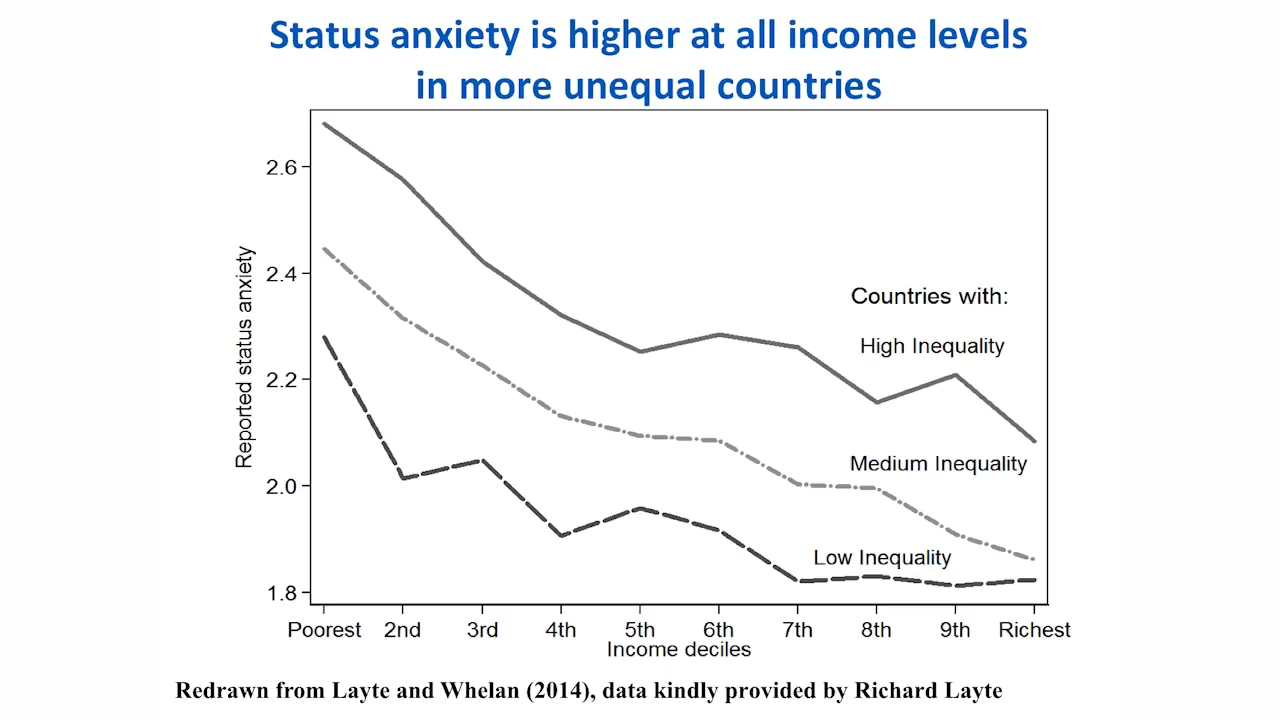 Status anxiety is higher at all income levels
in more unequal countries
2.6
2.4
2.2
2.0
1.8
Reported status anxiety
Countries with:
High Inequality
Medium Inequality
Low Inequality
Poorest 2nd 3rd 4th 5th 6th 7th 8th 9th Richest
Income deciles
Redrawn from Layte and Whelan (2014), data kindly provided by Richard Layte